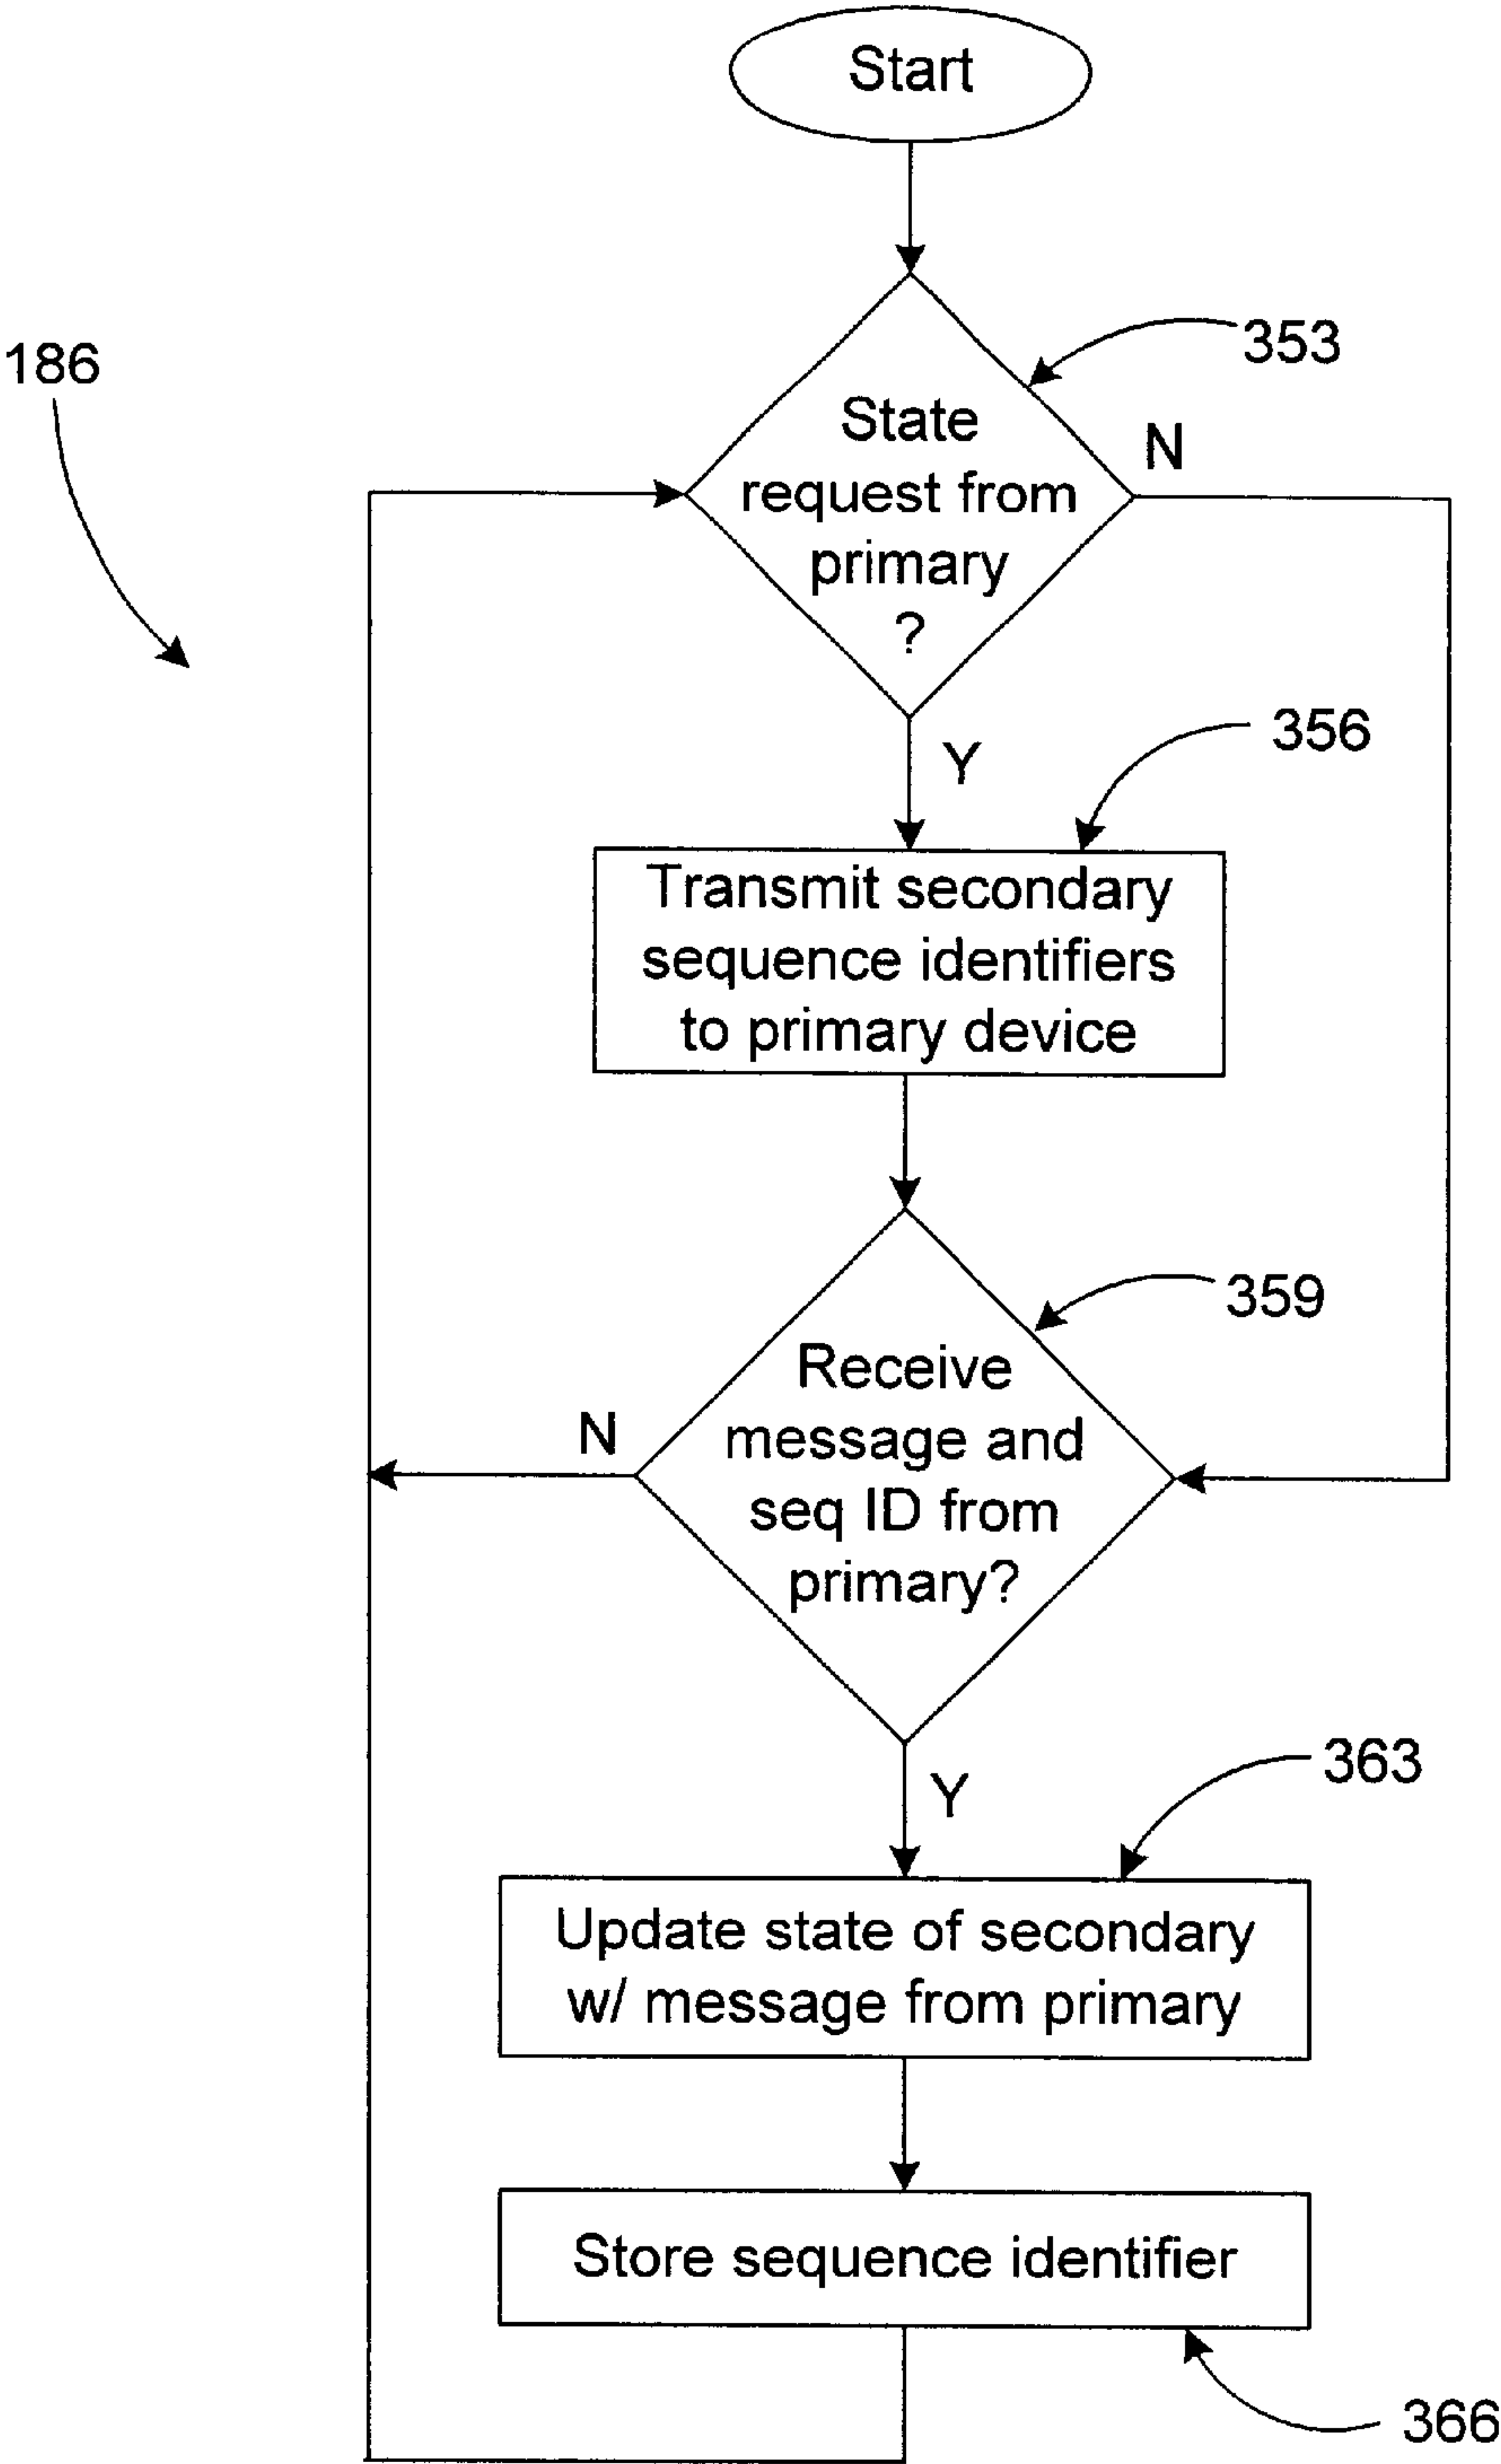 Start
353
186
State
request from
primary
?
N
356
Y
Transmit secondary
sequence identifiers
to primary device
359
Receive
message and
seq ID from
primary?
N
363
Y
Update state of secondary
w/ message from primary
Store sequence identifier
366